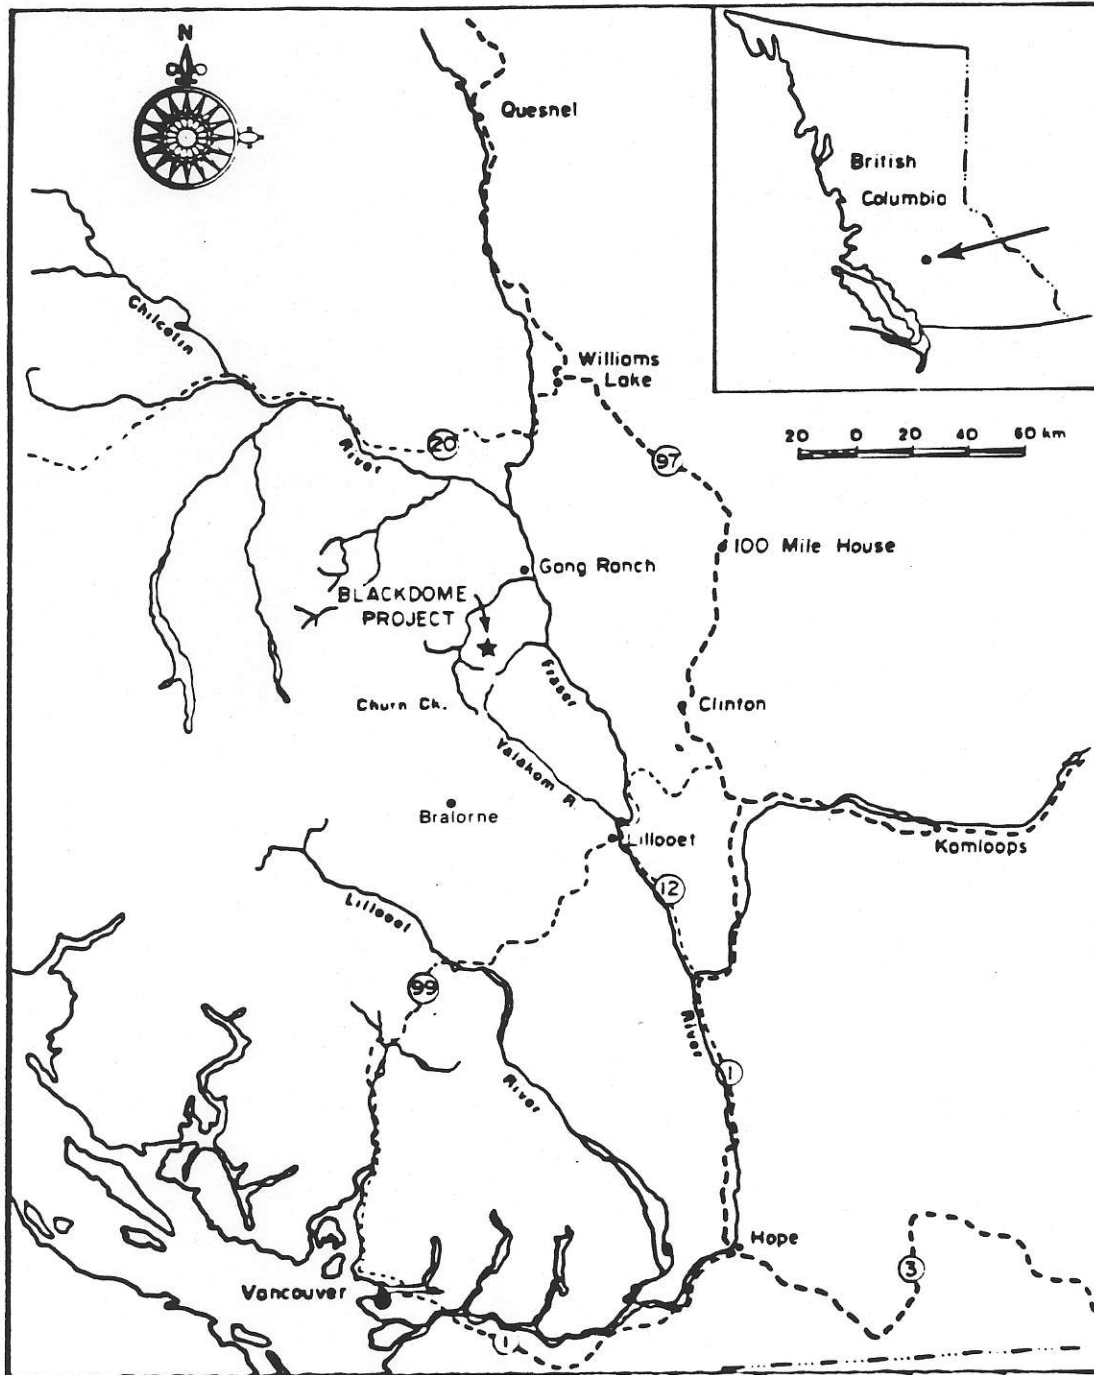 N
Quesnel
British
Columbia
Chilcotin
River
Williams
Lake
20
97
20 0 20 40 60 km
100 Mile House
Gang Ranch
BLACKDOME
PROJECT
Fraser
Churn Ck.
Clinton
Yalakom R
Bralorne
Lillooet
Kamloops
12
Lillooet
99
River
River
1
Hope
3
Vancouver
1